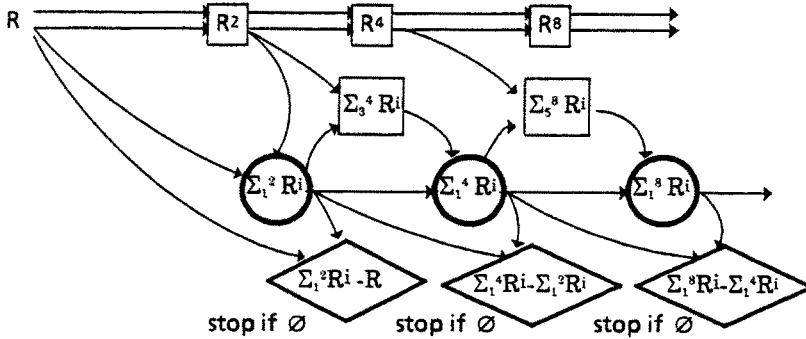 R R² R⁴ R⁸
Σ₃⁴ Rⁱ Σ₅⁸ Rⁱ
Σ₁² Rⁱ Σ₁⁴ Rⁱ Σ₁⁸ Rⁱ
Σ₁²Rⁱ -R Σ₁⁴Rⁱ-Σ₁²Rⁱ Σ₁⁸Rⁱ-Σ₁⁴Rⁱ
stop if ∅ stop if ∅ stop if ∅